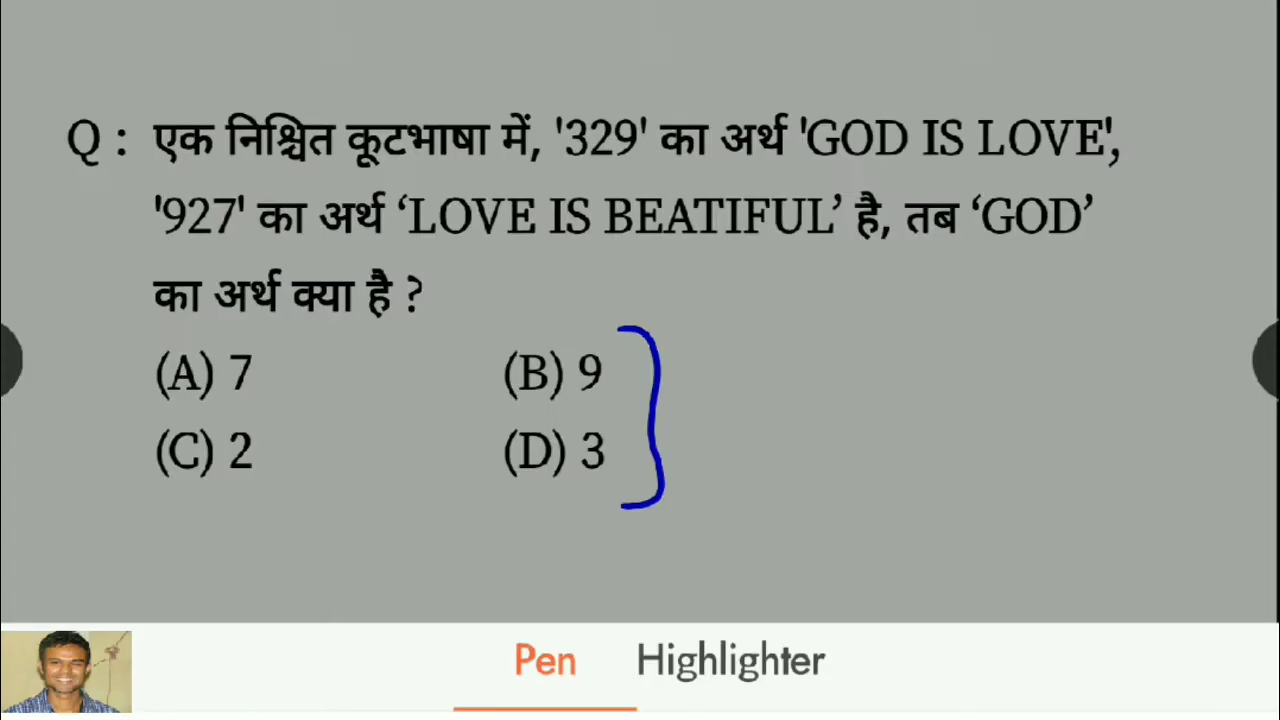 Q : एक निश्चित कूटभाषा में, '329' का अर्थ 'GOD IS LOVE',
'927' का अर्थ ‘LOVE IS BEATIFUL’ है, तब ‘GOD’
का अर्थ क्या है ?
(A) 7 (B) 9
(C) 2 (D) 3
Pen Highlighter